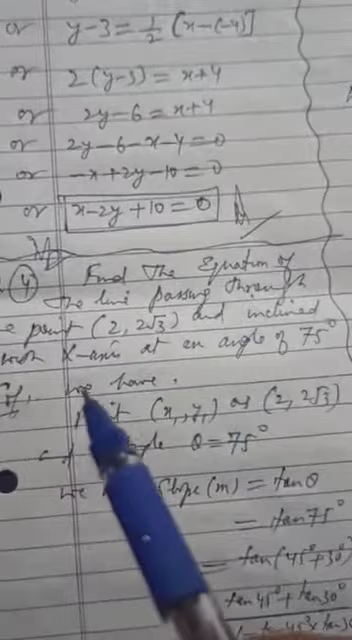 or y-3 = 1/2 [x-(-4)]
or 2(y-3) = x+4
or 2y-6 = x+4
or 2y-6-x-4=0
or -x+2y-10=0
or x-2y+10=0
4 Find The Equation of
The line passing through
point (2, 2√3) and inclined
with X-axis at an angle of 75°
we have.
(x₁, y₁) as (2, 2√3)
θ = 75°
we Slope(m) = tanθ
= tan75°
= tan(45°+30°)
tan45°+tan30°